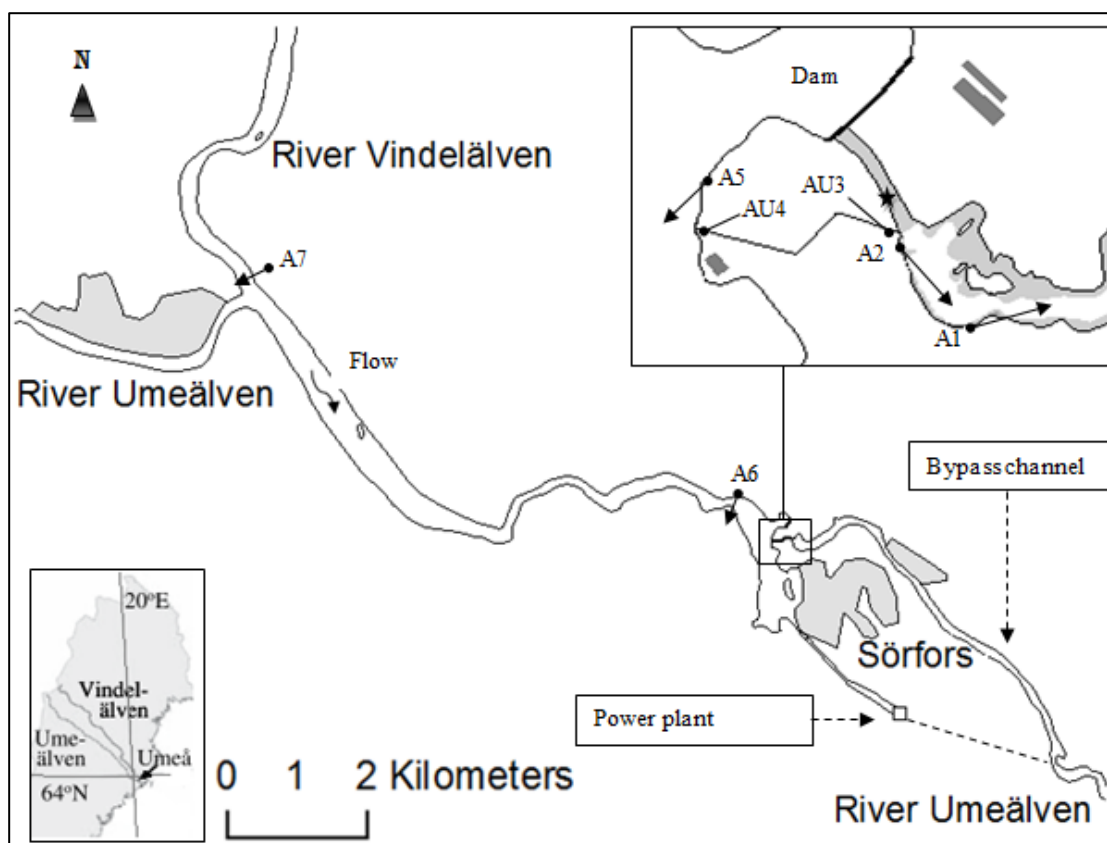 N
Dam
A5
AU3
AU4
A2
A1
River Vindelälven
A7
Flow
River Umeälven
A6
Bypasschannel
Sörfors
Power plant
River Umeälven
20°E
Vindel-
älven
Ume-
älven
Umeå
64°N
0 1 2 Kilometers